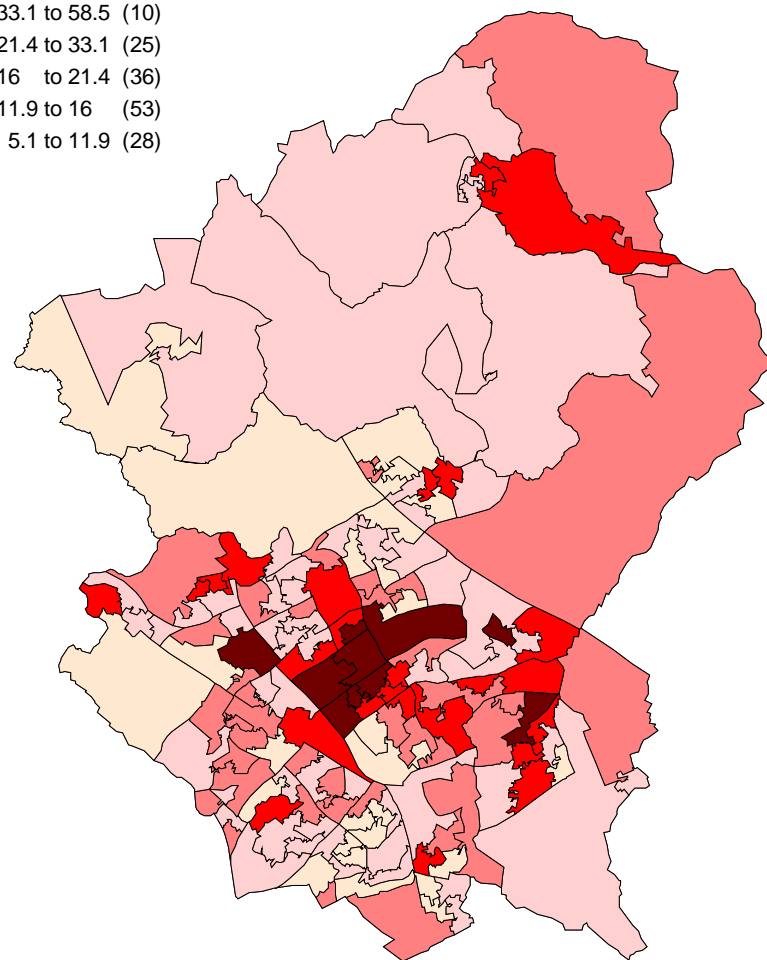 33.1 to 58.5 (10)
21.4 to 33.1 (25)
16 to 21.4 (36)
11.9 to 16 (53)
5.1 to 11.9 (28)